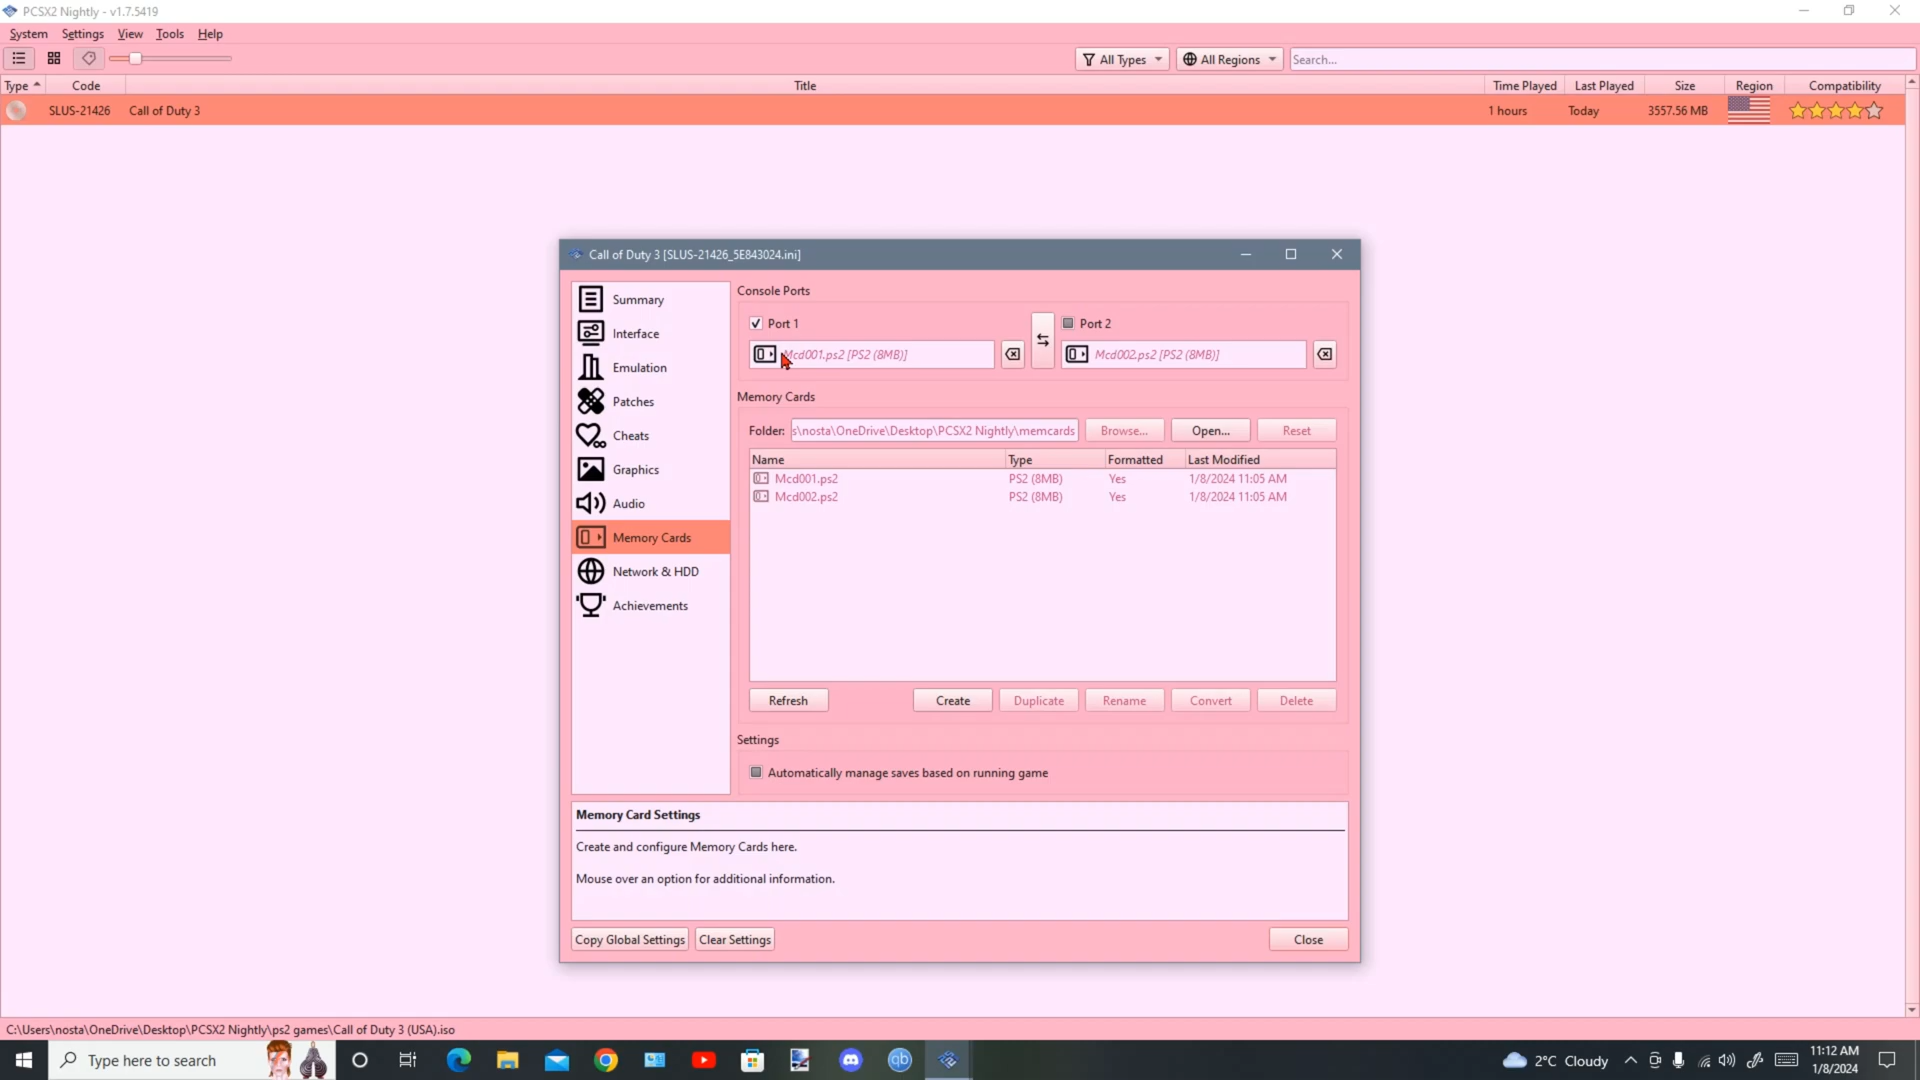 PCSX2 Nightly - v1.7.5419
System Settings View Tools Help
All Types All Regions Search...
Type Code Title Time Played Last Played Size Region Compatibility
SLUS-21426 Call of Duty 3 1 hours Today 3557.56 MB
Call of Duty 3 [SLUS-21426_5E843024.ini]
Summary
Interface
Emulation
Patches
Cheats
Graphics
Audio
Memory Cards
Network & HDD
Achievements
Console Ports
Port 1 Port 2
Mcd001.ps2 [PS2 (8MB)] Mcd002.ps2 [PS2 (8MB)]
Memory Cards
Folder: s\nosta\OneDrive\Desktop\PCSX2 Nightly\memcards Browse... Open... Reset
Name Type Formatted Last Modified
Mcd001.ps2 PS2 (8MB) Yes 1/8/2024 11:05 AM
Mcd002.ps2 PS2 (8MB) Yes 1/8/2024 11:05 AM
Refresh Create Duplicate Rename Convert Delete
Settings
Automatically manage saves based on running game
Memory Card Settings
Create and configure Memory Cards here.
Mouse over an option for additional information.
Copy Global Settings Clear Settings Close
C:\Users\nosta\OneDrive\Desktop\PCSX2 Nightly\ps2 games\Call of Duty 3 (USA).iso
Type here to search
qb
2°C Cloudy
11:12 AM
1/8/2024